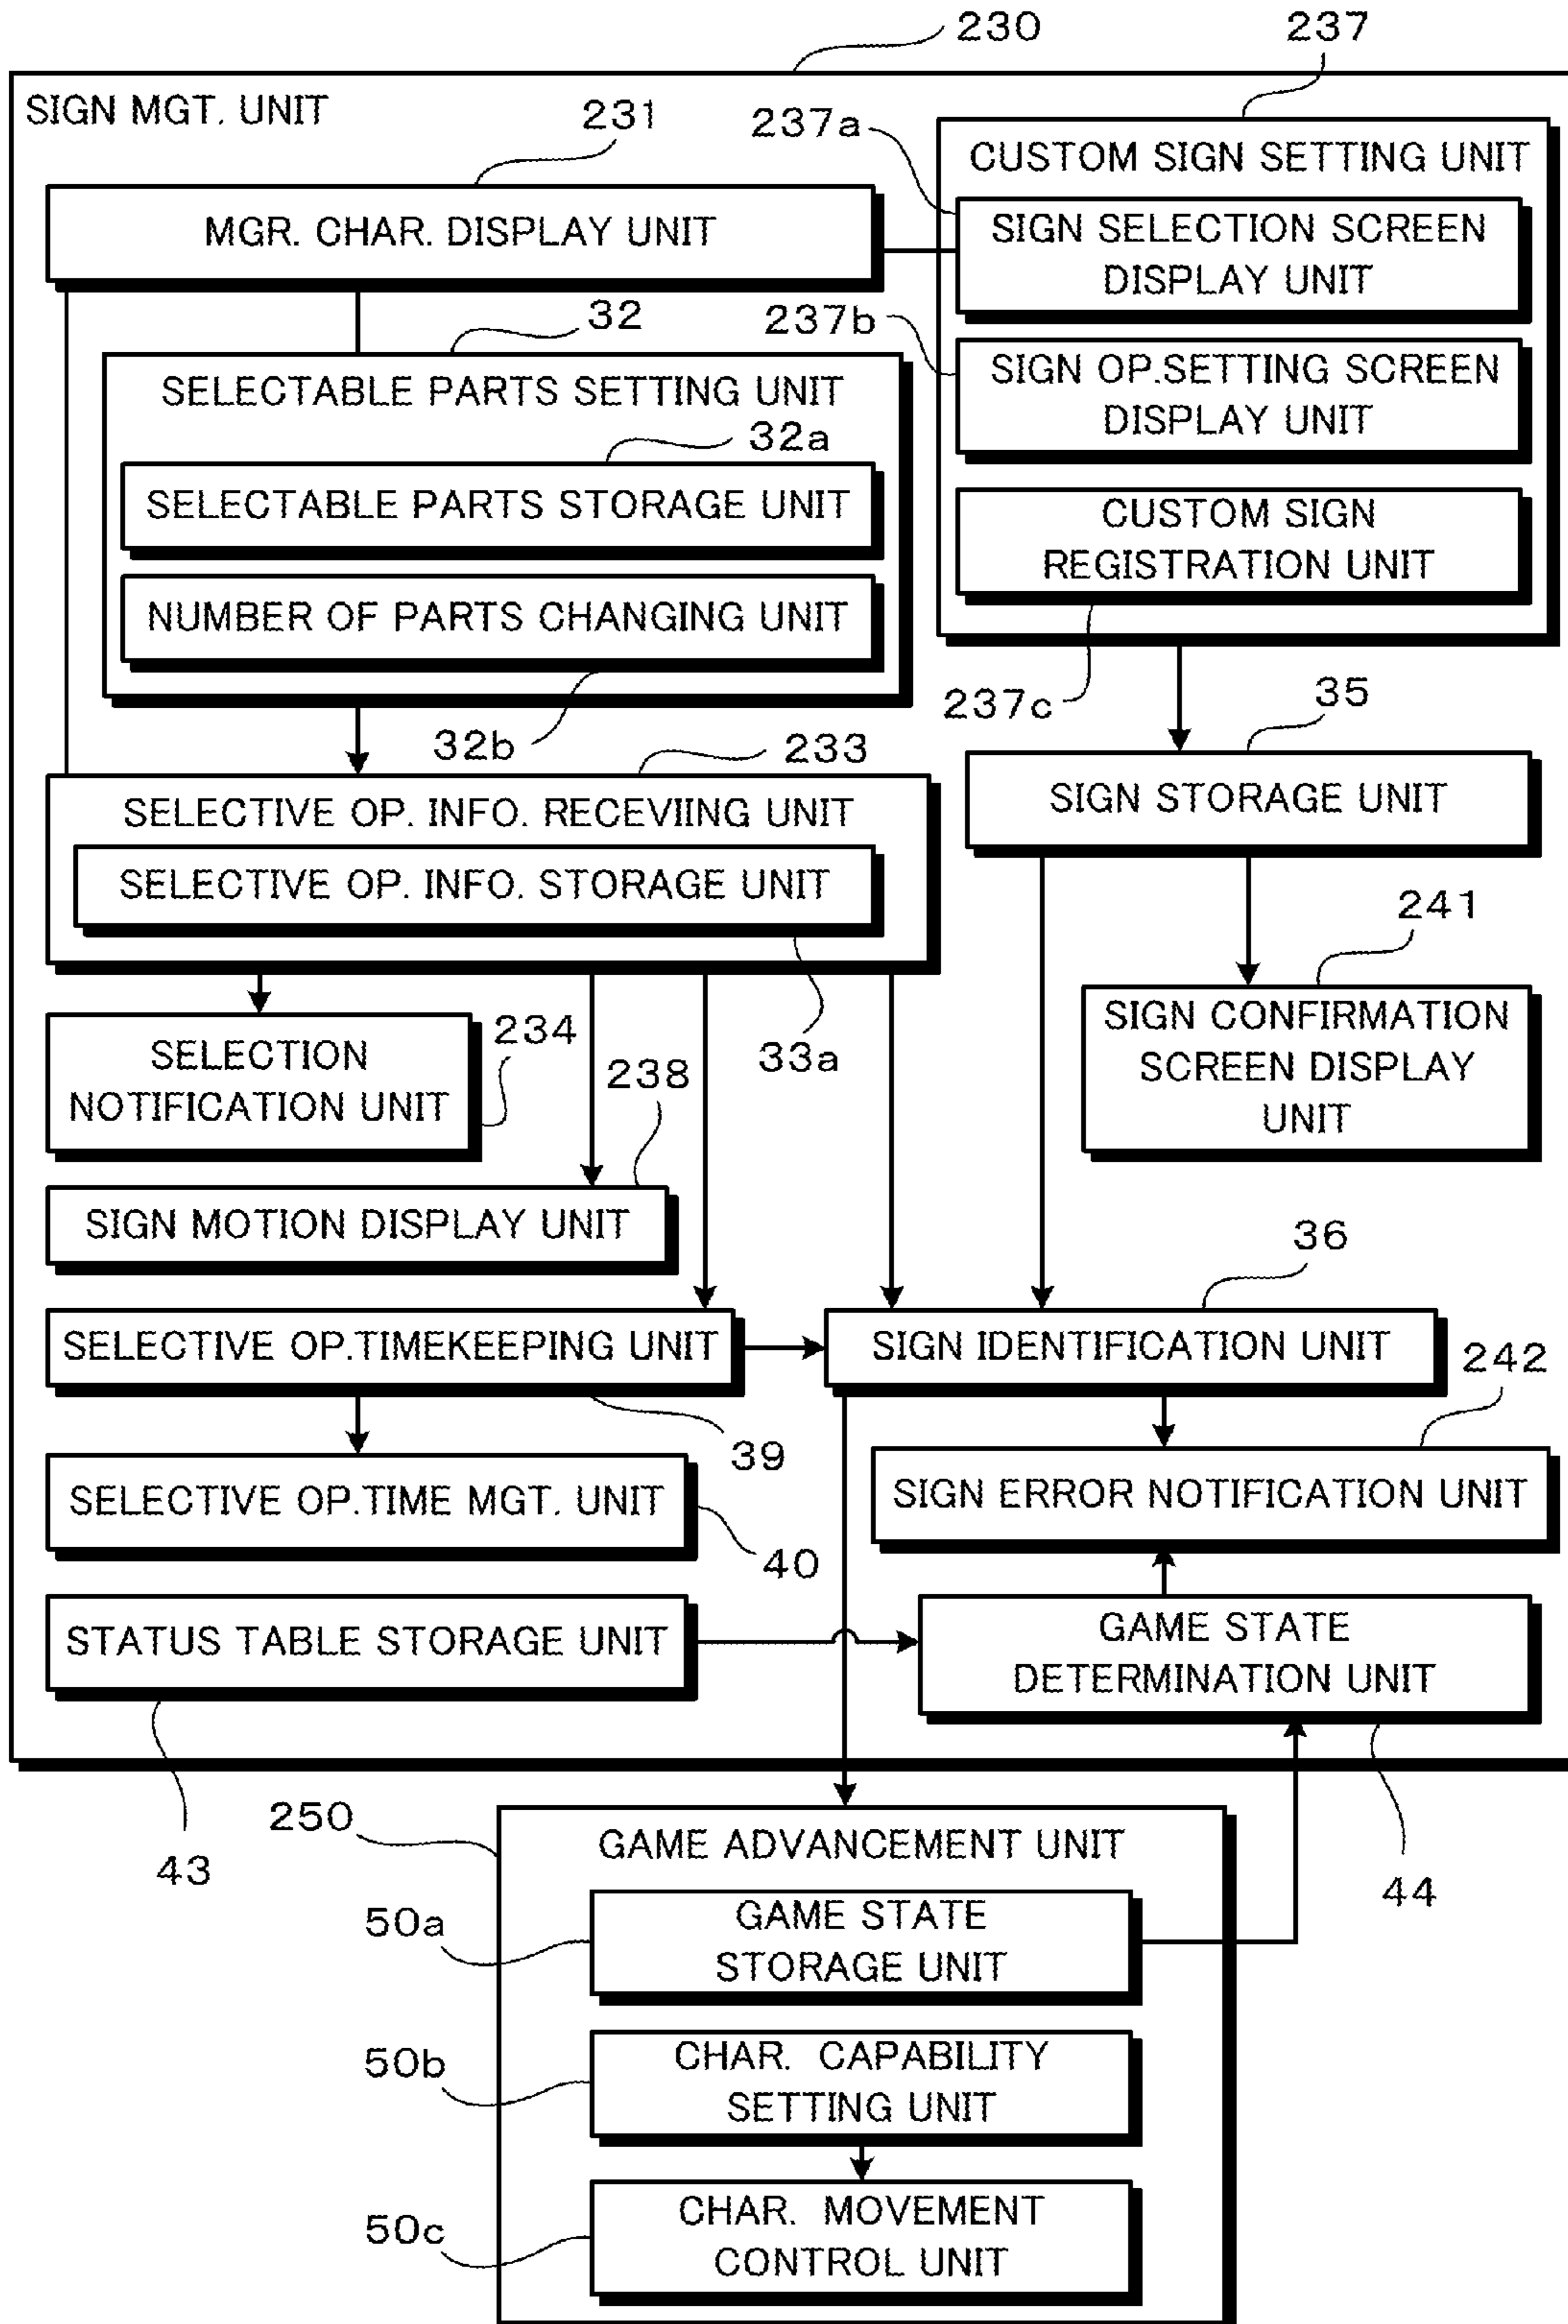 230
237
SIGN MGT. UNIT
231
237a
CUSTOM SIGN SETTING UNIT
MGR. CHAR. DISPLAY UNIT
SIGN SELECTION SCREEN
DISPLAY UNIT
32
237b
SELECTABLE PARTS SETTING UNIT
SIGN OP.SETTING SCREEN
DISPLAY UNIT
32a
SELECTABLE PARTS STORAGE UNIT
CUSTOM SIGN
REGISTRATION UNIT
NUMBER OF PARTS CHANGING UNIT
237c
35
32b
233
SELECTIVE OP. INFO. RECEVIING UNIT
SIGN STORAGE UNIT
SELECTIVE OP. INFO. STORAGE UNIT
241
SIGN CONFIRMATION
SCREEN DISPLAY
UNIT
234
33a
SELECTION
NOTIFICATION UNIT
238
SIGN MOTION DISPLAY UNIT
36
SELECTIVE OP.TIMEKEEPING UNIT
SIGN IDENTIFICATION UNIT
242
39
SELECTIVE OP.TIME MGT. UNIT
SIGN ERROR NOTIFICATION UNIT
40
STATUS TABLE STORAGE UNIT
GAME STATE
DETERMINATION UNIT
250
GAME ADVANCEMENT UNIT
43
44
50a
GAME STATE
STORAGE UNIT
50b
CHAR. CAPABILITY
SETTING UNIT
50c
CHAR. MOVEMENT
CONTROL UNIT